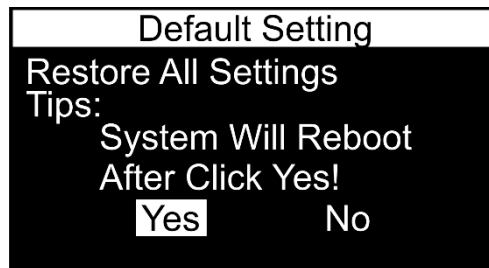 Default Setting
Restore All Settings
Tips:
System Will Reboot
After Click Yes!
Yes No